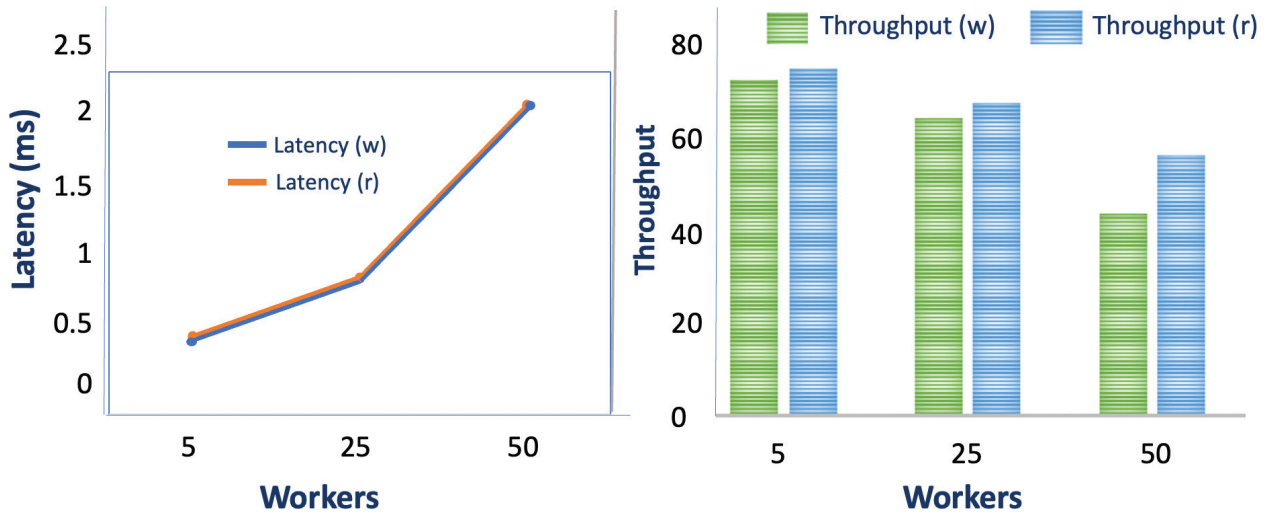 2.5
2
1.5
1
0.5
0
Latency (ms)
Latency (w)
Latency (r)
5 25 50
Workers
Throughput (w) Throughput (r)
80
60
40
20
0
Throughput
5 25 50
Workers